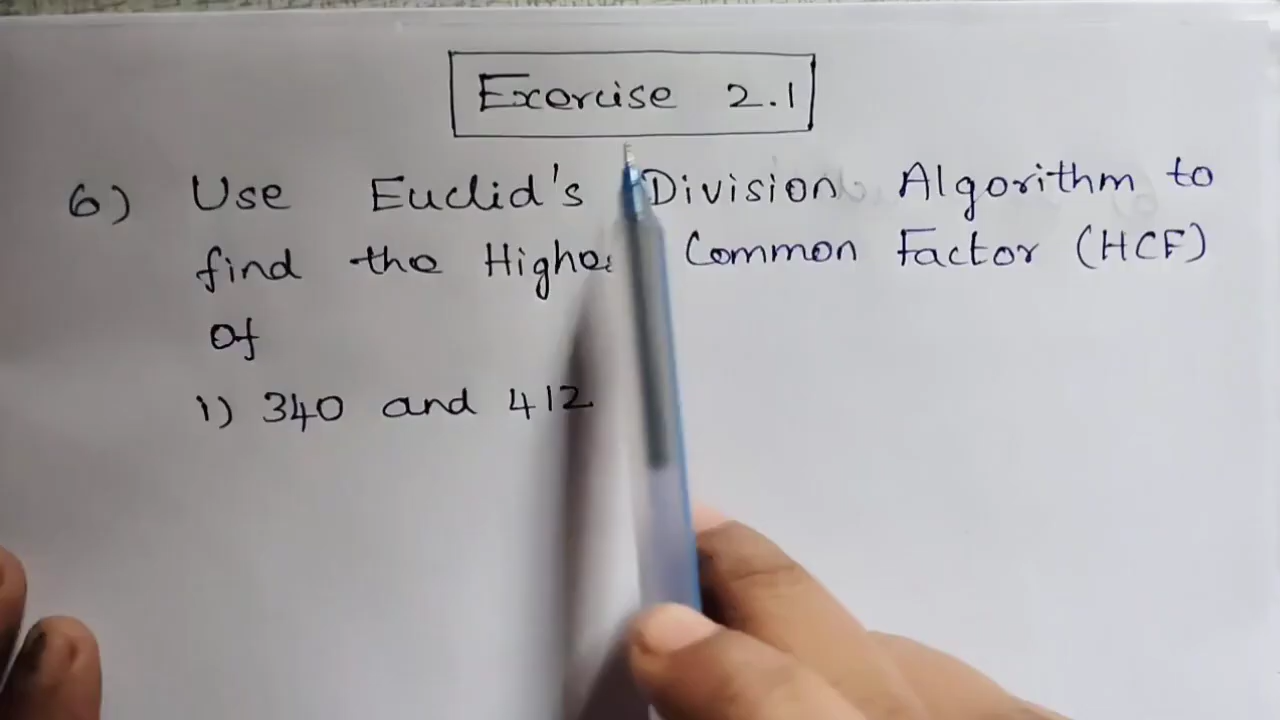 Exercise 2.1
6) Use Euclid's Division Algorithm to
find the Common Factor (HCF)
of
1) 340 and 412